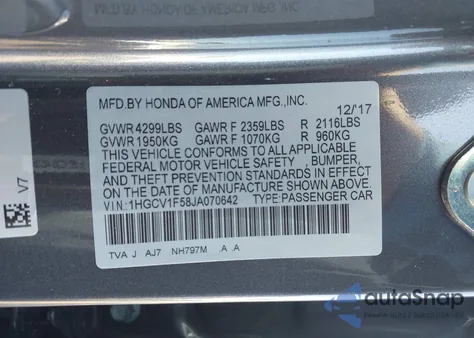 MFD.BY HONDA OF AMERICA MFG.,INC.
12/'17
GVWR 4299LBS GAWR F 2359LBS R 2116LBS
GVWR 1950KG GAWR F 1070KG R 960KG
THIS VEHICLE CONFORMS TO ALL APPLICABLE
FEDERAL MOTOR VEHICLE SAFETY , BUMPER,
AND THEFT PREVENTION STANDARDS IN EFFECT
ON THE DATE OF MANUFACTURE SHOWN ABOVE.
VIN:1HGCV1F58JA070642 TYPE:PASSENGER CAR
TVA J AJ7 NH797M .A .A
V7
autoSnap